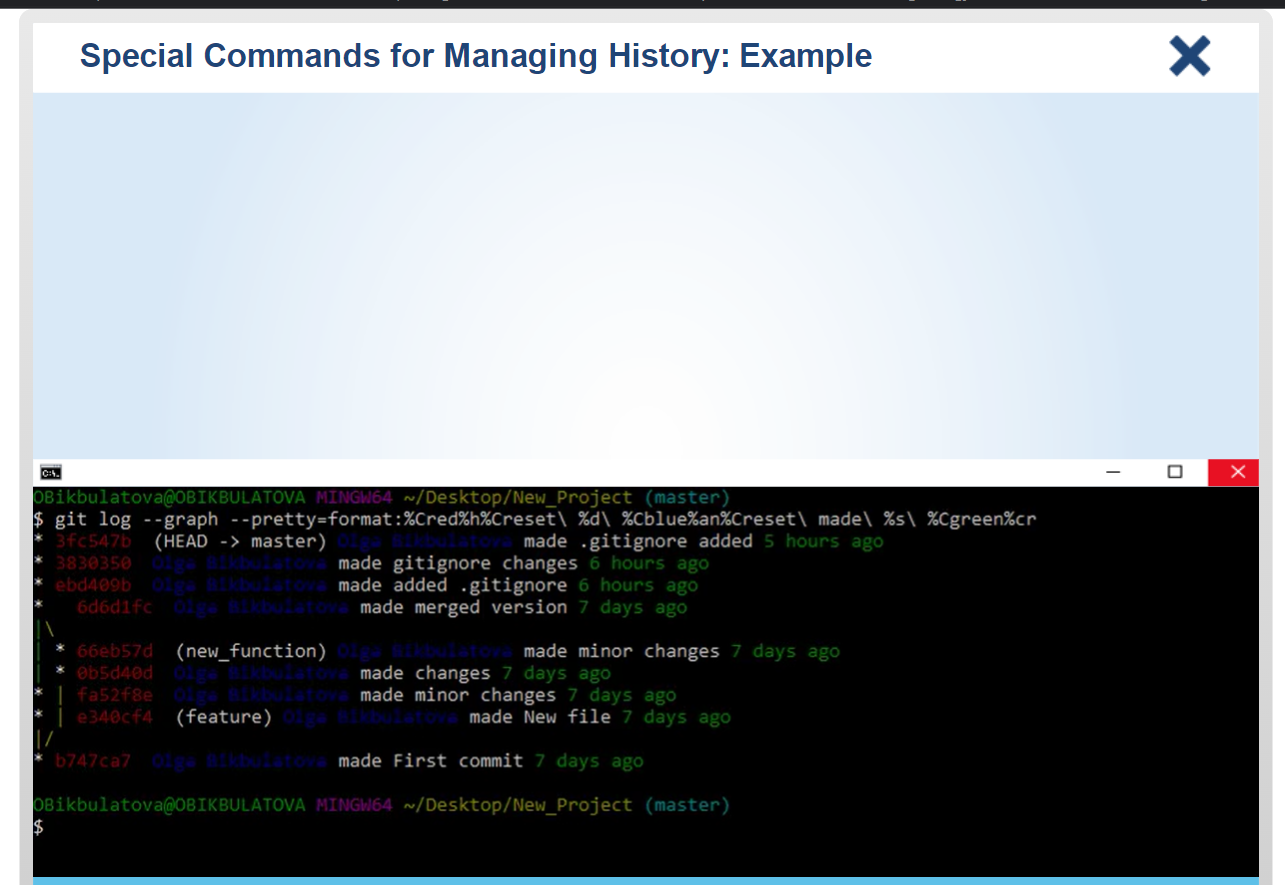 Special Commands for Managing History: Example
C:\.
OBikbulatova@OBIKBULATOVA MINGW64 ~/Desktop/New_Project (master)
$ git log --graph --pretty=format:%Cred%h%Creset\ %d\ %Cblue%an%Creset\ made\ %s\ %Cgreen%cr
* 3fc547b (HEAD -> master) Olga Bikbulatova made .gitignore added 5 hours ago
* 3830350 Olga Bikbulatova made gitignore changes 6 hours ago
* ebd409b Olga Bikbulatova made added .gitignore 6 hours ago
*   6d6d1fc Olga Bikbulatova made merged version 7 days ago
|\
| * 66eb57d (new_function) Olga Bikbulatova made minor changes 7 days ago
| * 0b5d40d Olga Bikbulatova made changes 7 days ago
* | fa52f8e Olga Bikbulatova made minor changes 7 days ago
* | e340cf4 (feature) Olga Bikbulatova made New file 7 days ago
|/
* b747ca7 Olga Bikbulatova made First commit 7 days ago
OBikbulatova@OBIKBULATOVA MINGW64 ~/Desktop/New_Project (master)
$